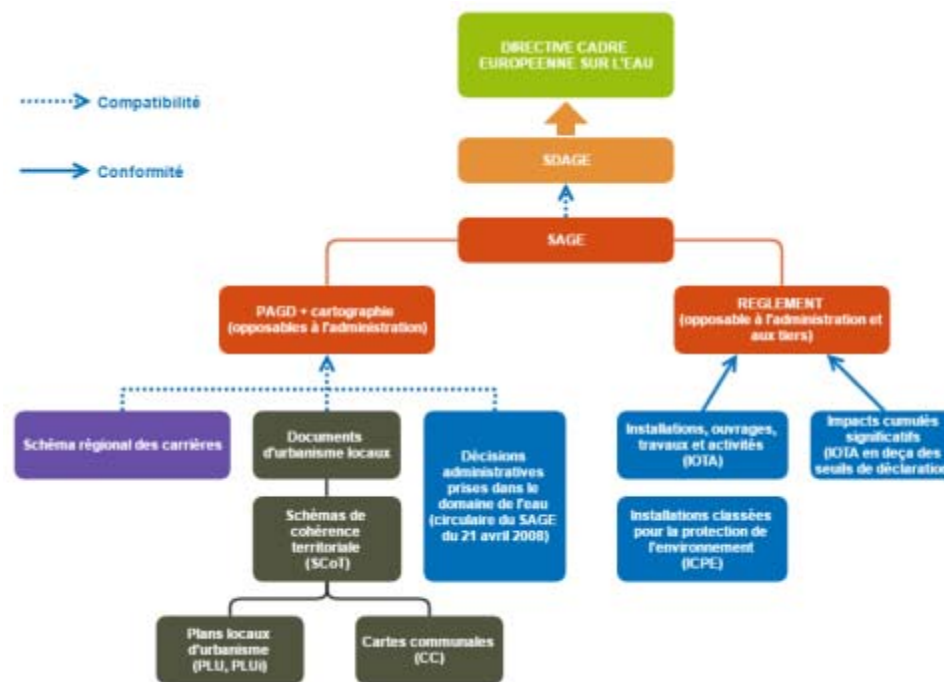 DIRECTIVE CADRE
EUROPEENNE SUR L'EAU
Compatibilité
Conformité
SDAGE
SAGE
PAGD + cartographie
(opposables à l'administration)
REGLEMENT
(opposable à l'administration et
aux tiers)
Schéma régional des carrières
Documents
d'urbanisme locaux
Décisions
administratives
prises dans le
domaine de l'eau
(circulaire du SAGE
du 21 avril 2008)
Installations, ouvrages,
travaux et activités
(IOTA)
Impacts cumulés
significatifs
(IOTA en deça des
seuils de déclaration
Schémas de
cohérence
territoriale
(SCoT)
Installations classées
pour la protection de
l'environnement
(ICPE)
Plans locaux
d'urbanisme
(PLU, PLUi)
Cartes communales
(CC)